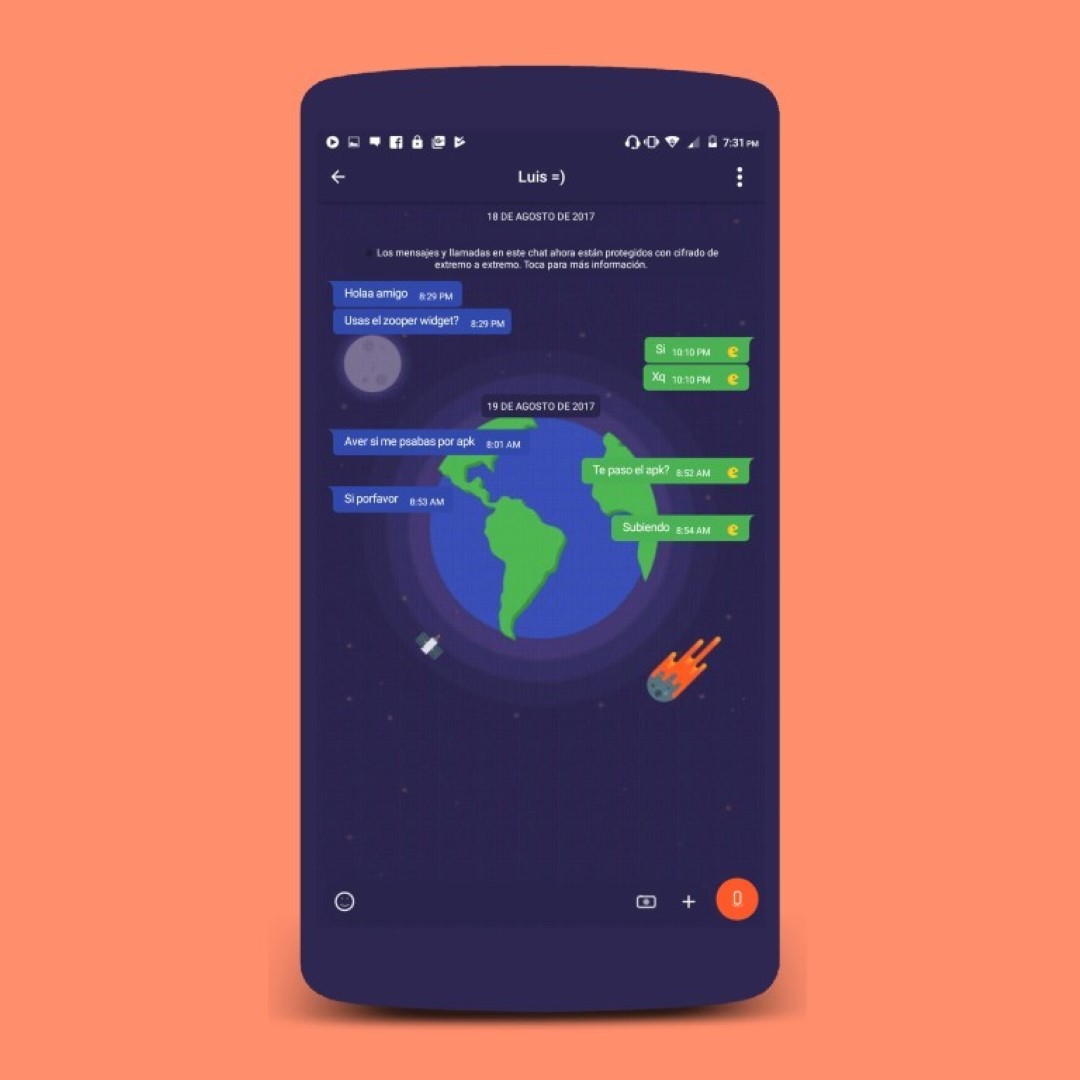 7:31 PM
Luis =)
18 DE AGOSTO DE 2017
Los mensajes y llamadas en este chat ahora están protegidos con cifrado de
extremo a extremo. Toca para más información.
Holaa amigo 8:29 PM
Usas el zooper widget? 8:29 PM
Si 10:10 PM
Xq 10:10 PM
19 DE AGOSTO DE 2017
Aver si me psabas por apk 8:01 AM
Te paso el apk? 8:52 AM
Si porfavor 8:53 AM
Subiendo 8:54 AM